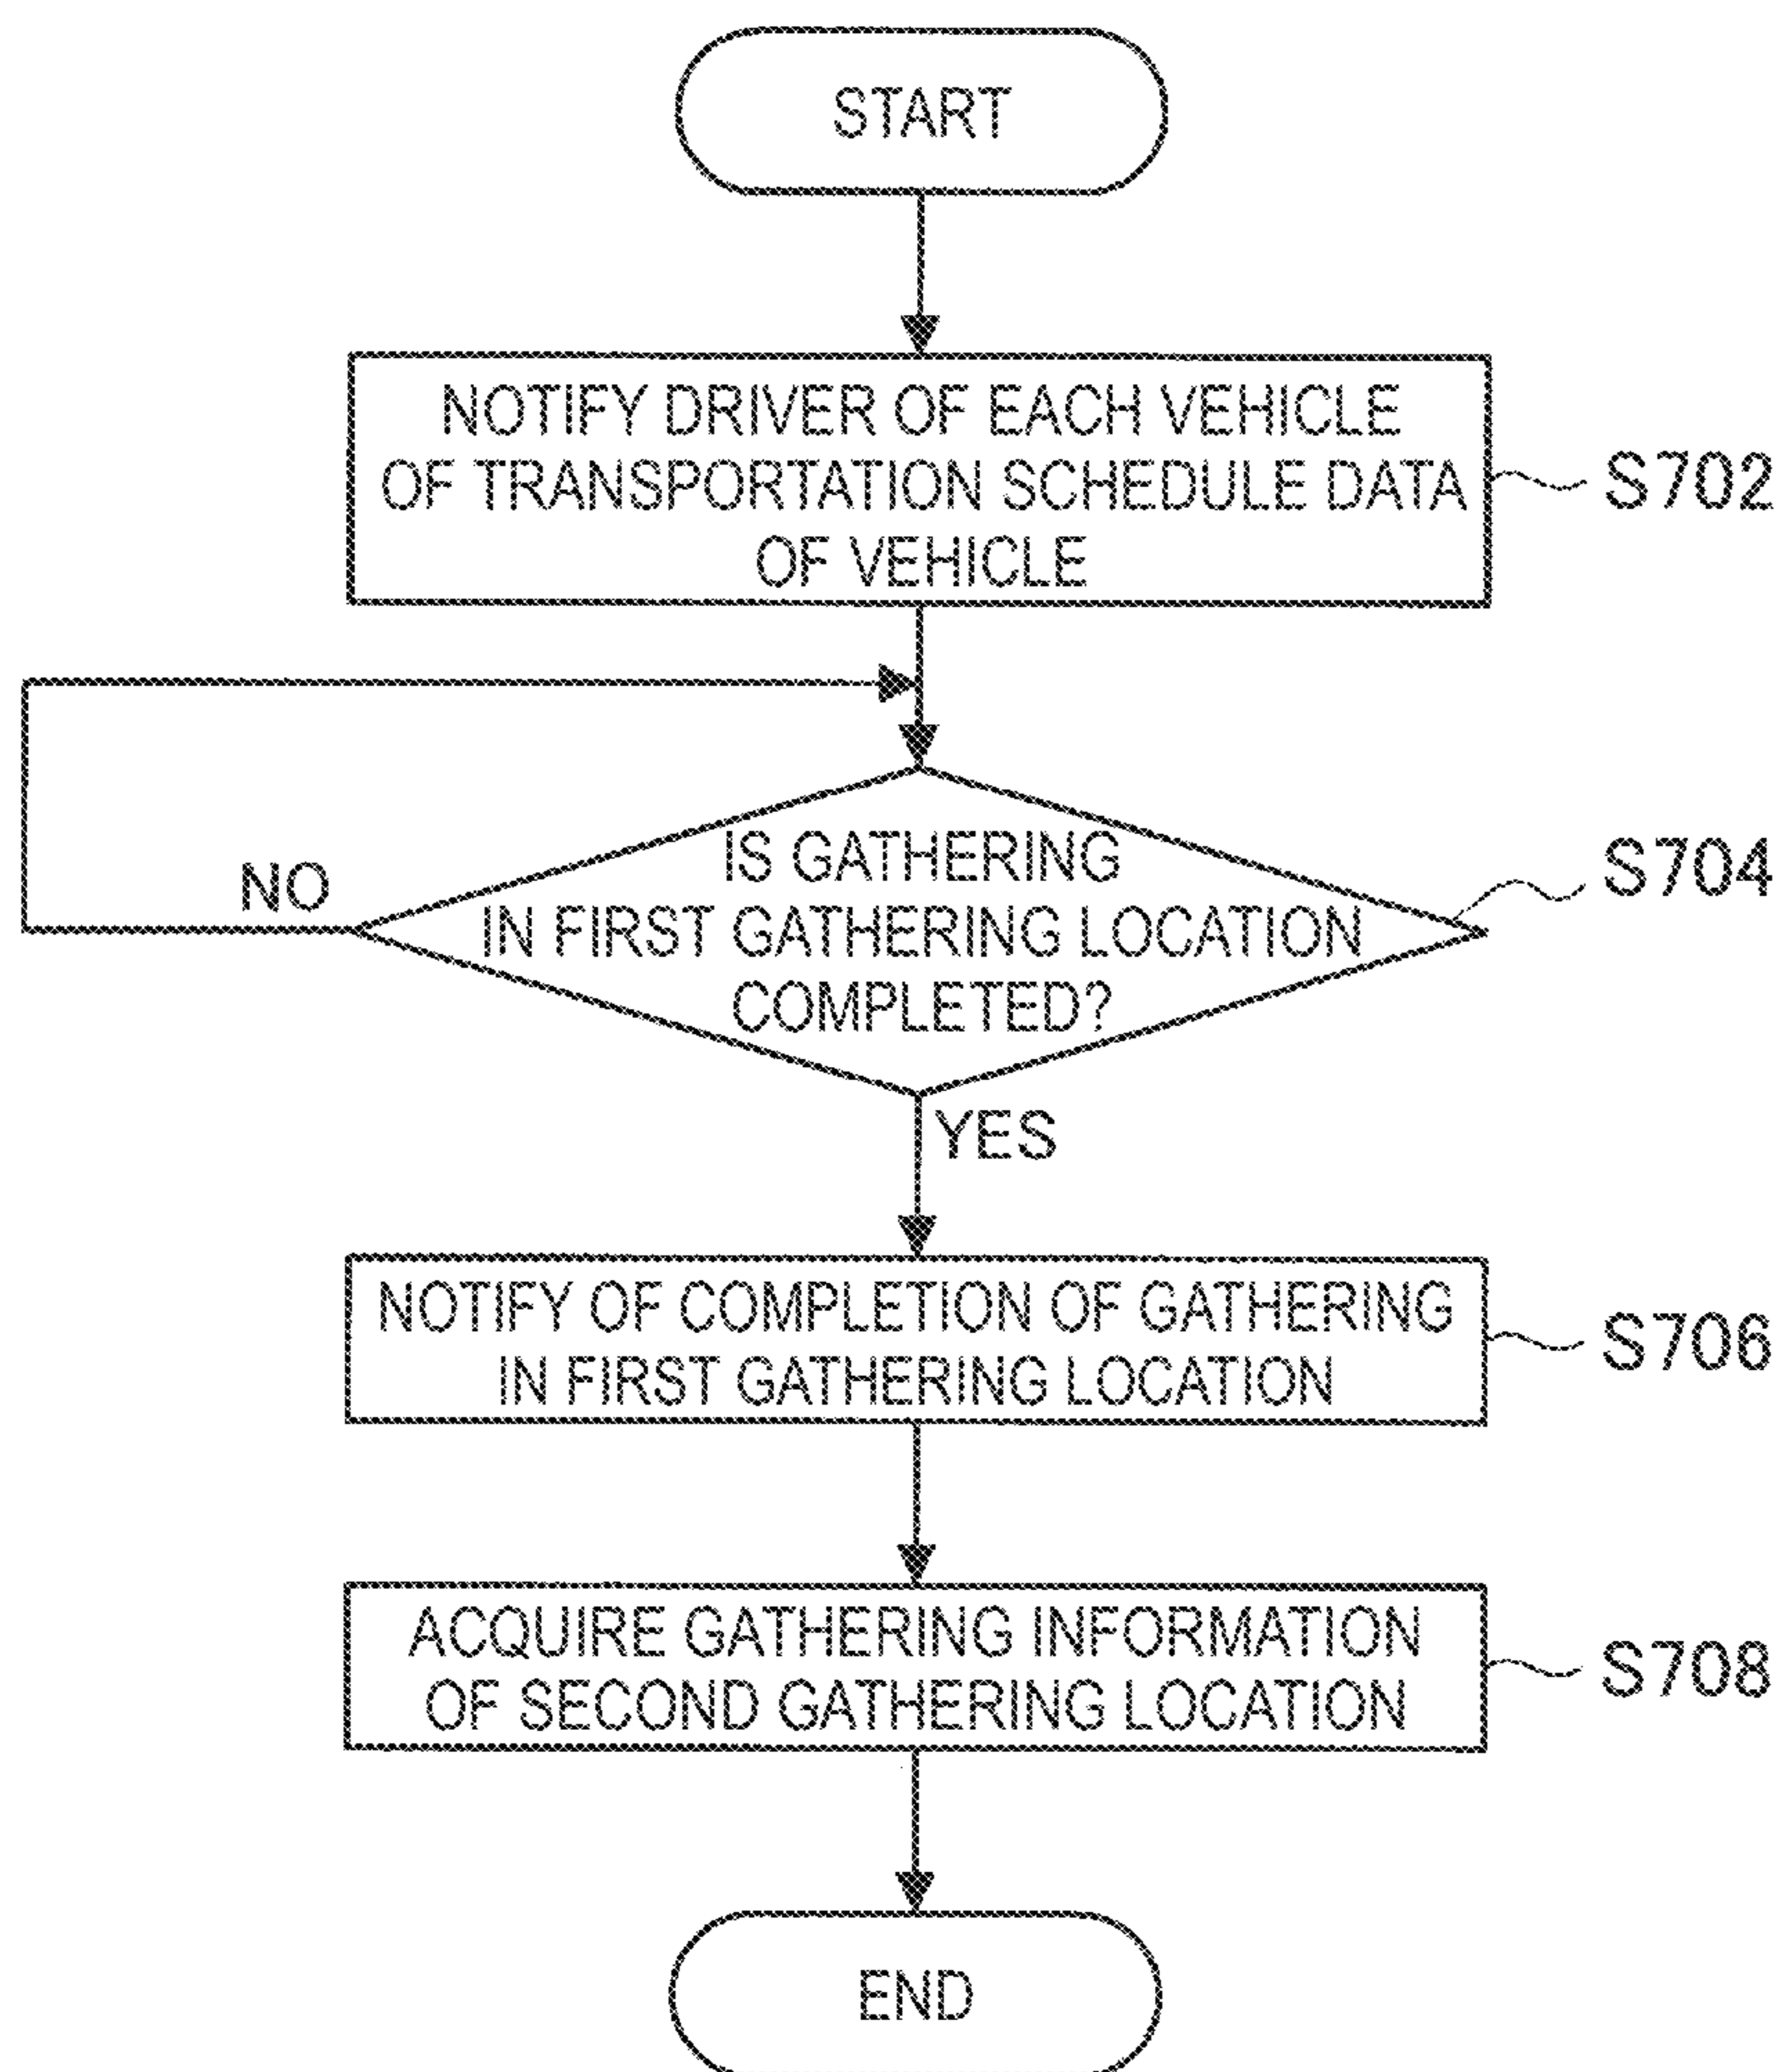 START
NOTIFY DRIVER OF EACH VEHICLE
OF TRANSPORTATION SCHEDULE DATA
OF VEHICLE
S702
IS GATHERING
IN FIRST GATHERING LOCATION
COMPLETED?
S704
NO
YES
NOTIFY OF COMPLETION OF GATHERING
IN FIRST GATHERING LOCATION
S706
ACQUIRE GATHERING INFORMATION
OF SECOND GATHERING LOCATION
S708
END